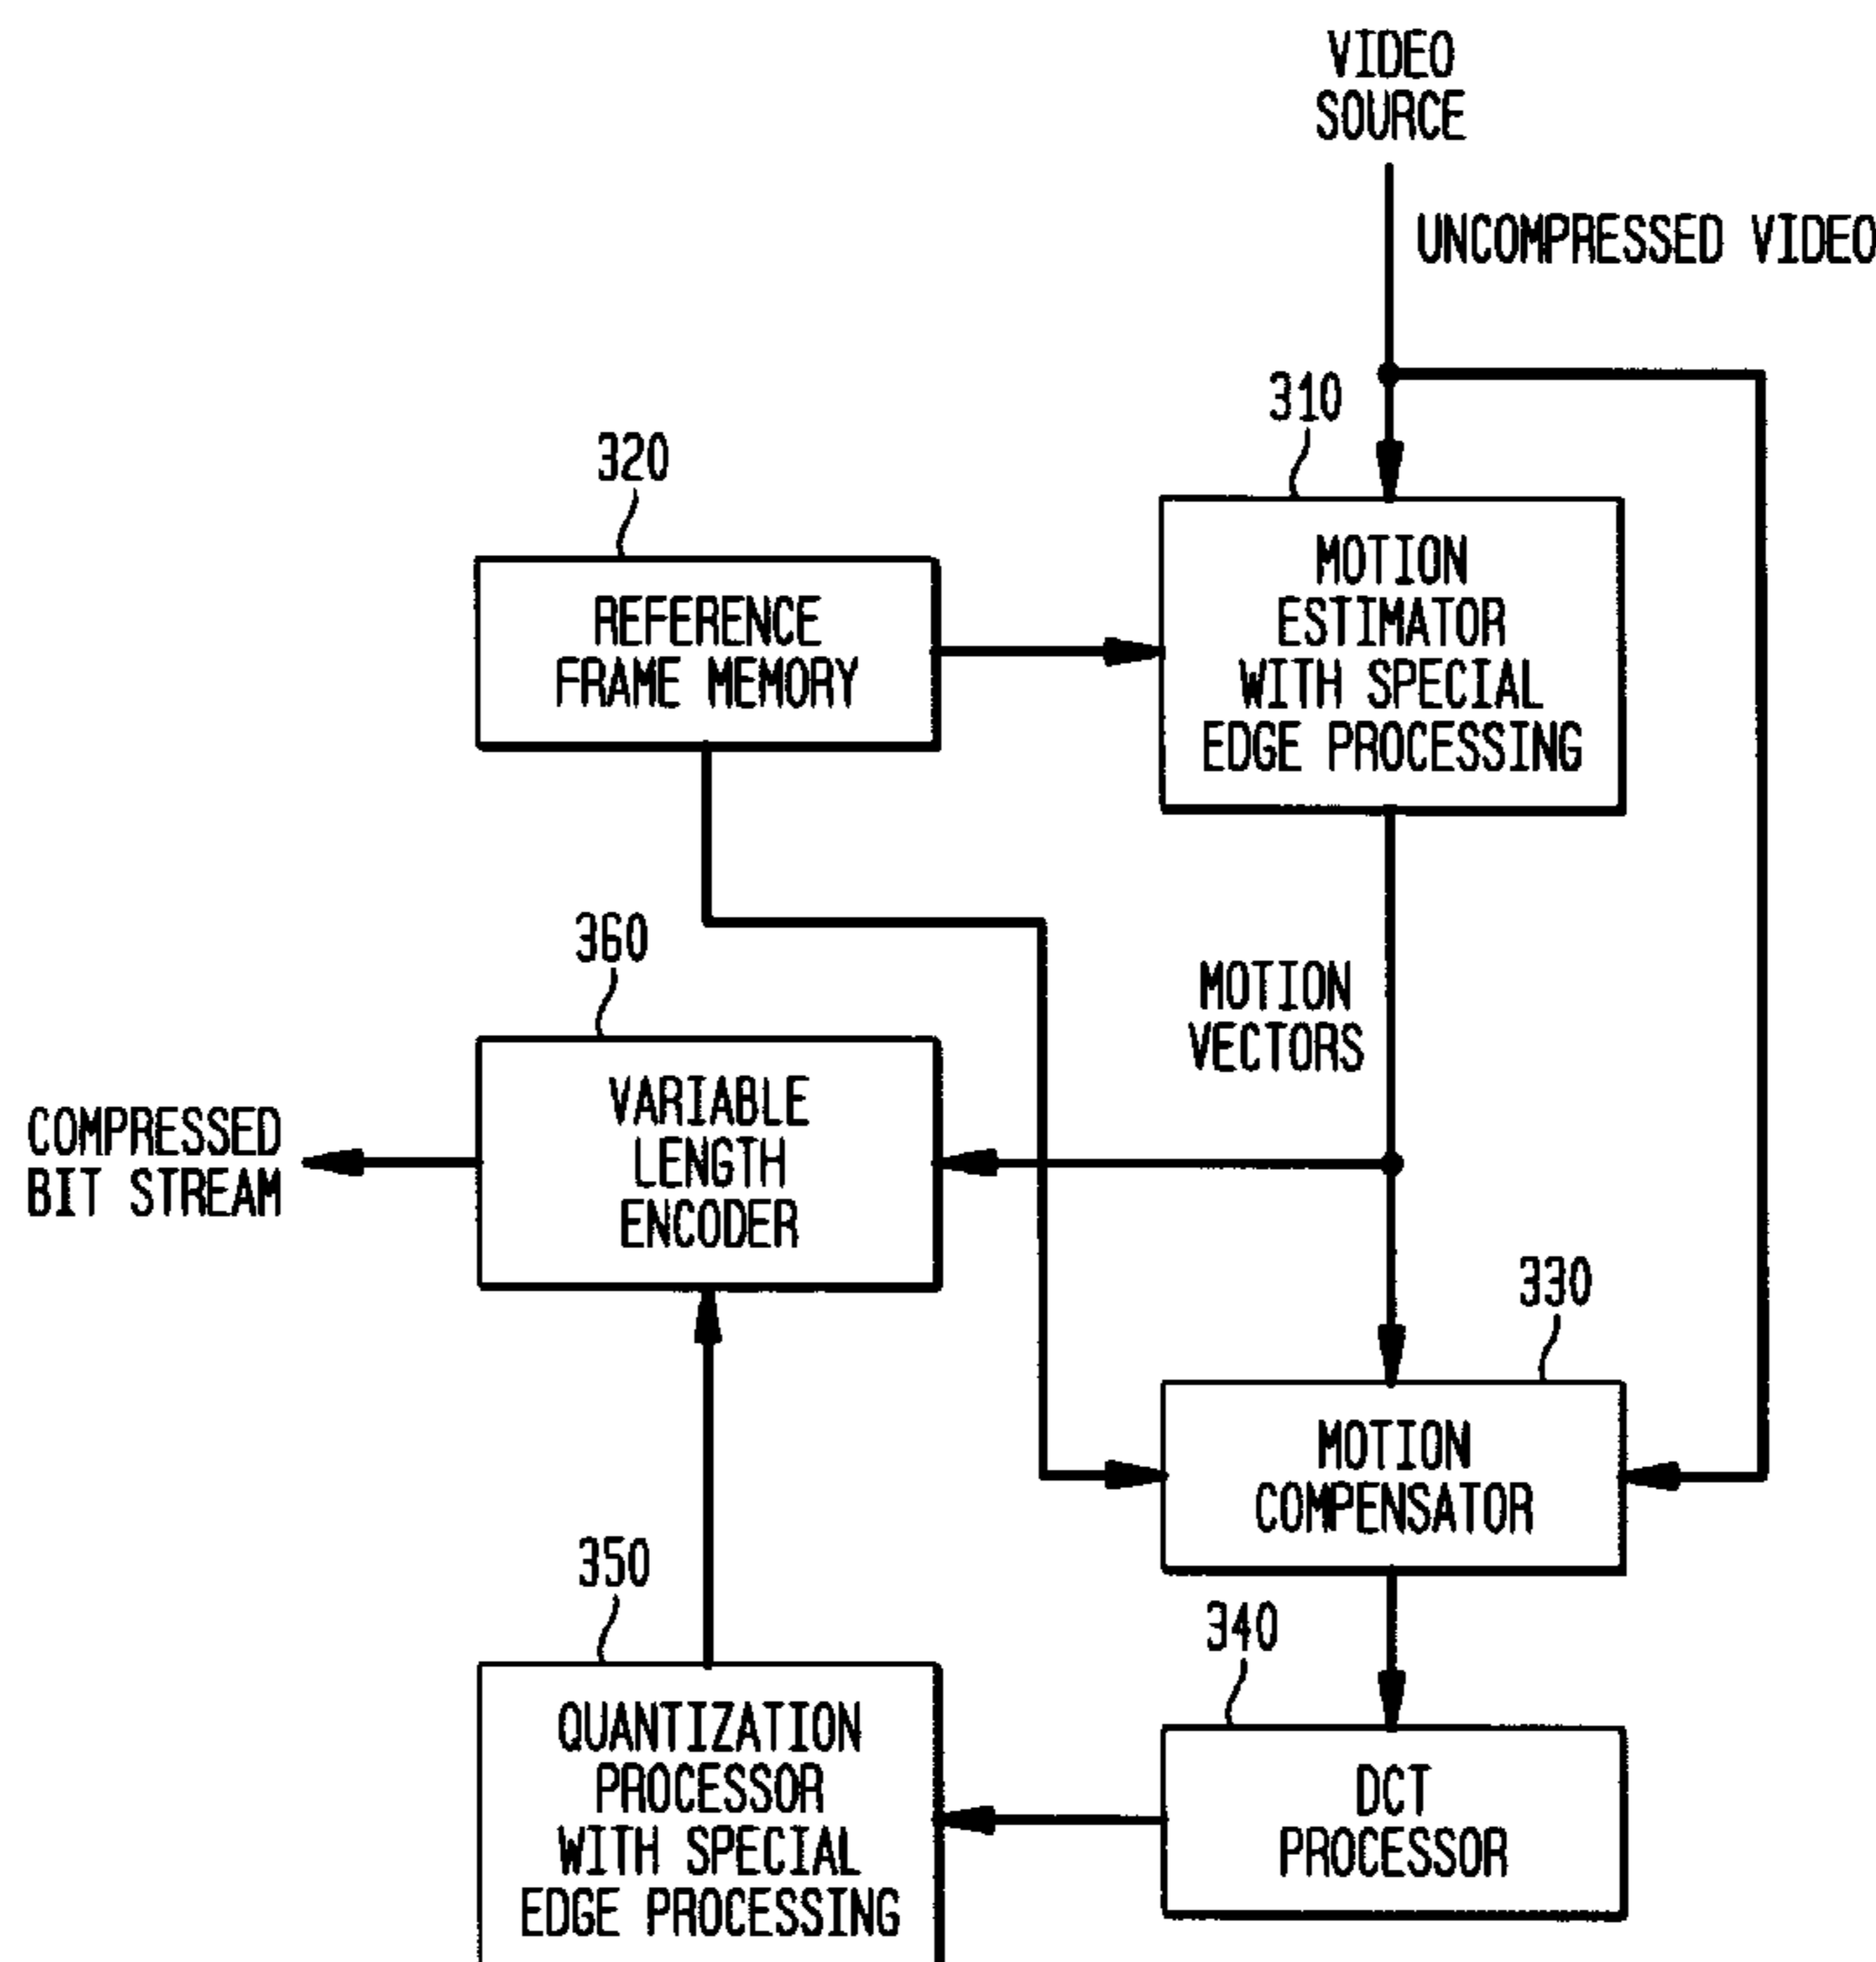 VIDEO
SOURCE
UNCOMPRESSED VIDEO
310
320
MOTION
ESTIMATOR
WITH SPECIAL
EDGE PROCESSING
REFERENCE
FRAME MEMORY
360
MOTION
VECTORS
VARIABLE
LENGTH
ENCODER
COMPRESSED
BIT STREAM
330
MOTION
COMPENSATOR
350
340
QUANTIZATION
PROCESSOR
WITH SPECIAL
EDGE PROCESSING
DCT
PROCESSOR